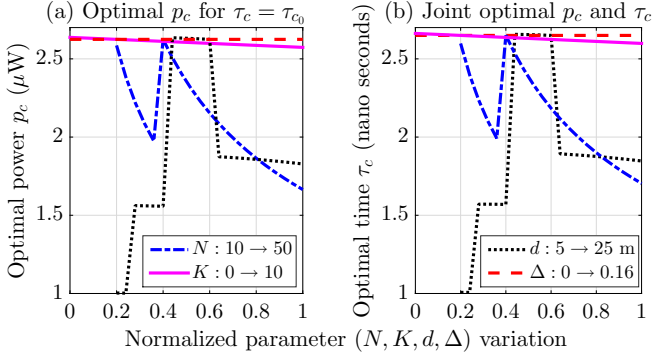 (a) Optimal p_c for τ_c = τ_{c_0}
(b) Joint optimal p_c and τ_c
Optimal power p_c (μW)
2.5
2
1.5
1
N : 10 → 50
K : 0 → 10
0 0.2 0.4 0.6 0.8 1
Optimal time τ_c (nano seconds)
2.5
2
1.5
1
d : 5 → 25 m
Δ : 0 → 0.16
0 0.2 0.4 0.6 0.8 1
Normalized parameter (N, K, d, Δ) variation